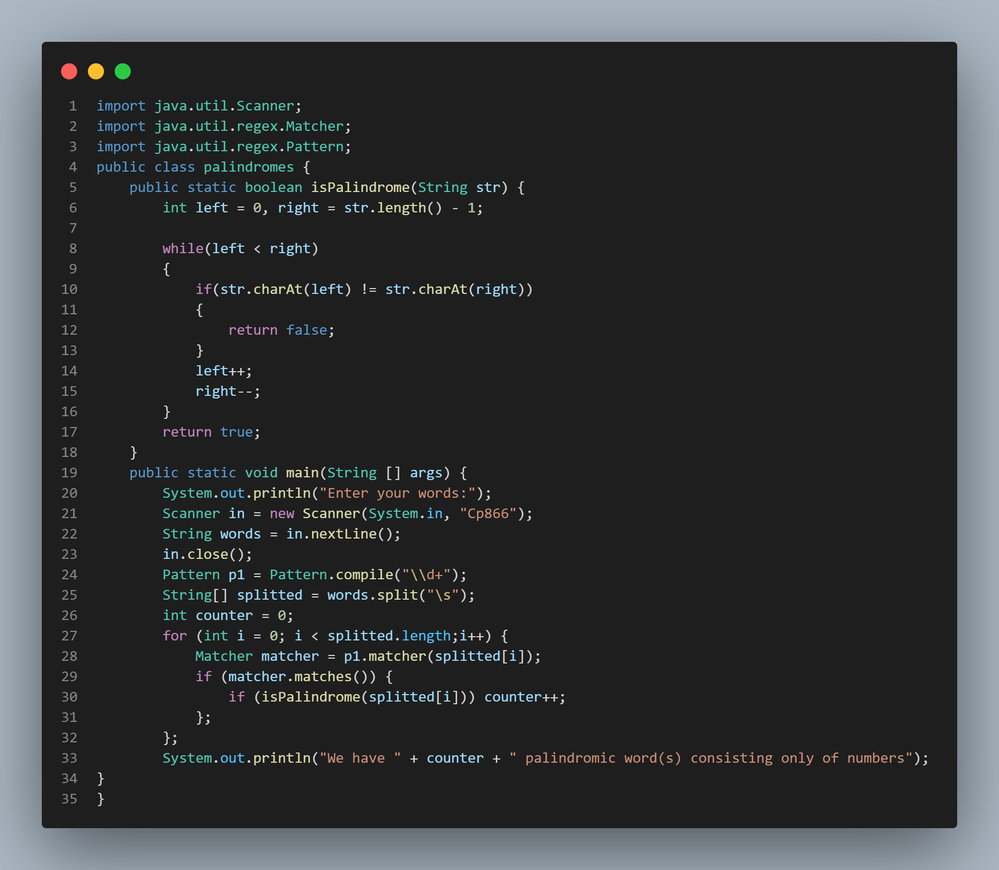 1 import java.util.Scanner;
2 import java.util.regex.Matcher;
3 import java.util.regex.Pattern;
4 public class palindromes {
5     public static boolean isPalindrome(String str) {
6         int left = 0, right = str.length() - 1;
7
8         while(left < right)
9         {
10             if(str.charAt(left) != str.charAt(right))
11             {
12                 return false;
13             }
14             left++;
15             right--;
16         }
17         return true;
18     }
19     public static void main(String [] args) {
20         System.out.println("Enter your words:");
21         Scanner in = new Scanner(System.in, "Cp866");
22         String words = in.nextLine();
23         in.close();
24         Pattern p1 = Pattern.compile("\\d+");
25         String[] splitted = words.split("\s");
26         int counter = 0;
27         for (int i = 0; i < splitted.length;i++) {
28             Matcher matcher = p1.matcher(splitted[i]);
29             if (matcher.matches()) {
30                 if (isPalindrome(splitted[i])) counter++;
31             };
32         };
33         System.out.println("We have " + counter + " palindromic word(s) consisting only of numbers");
34 }
35 }